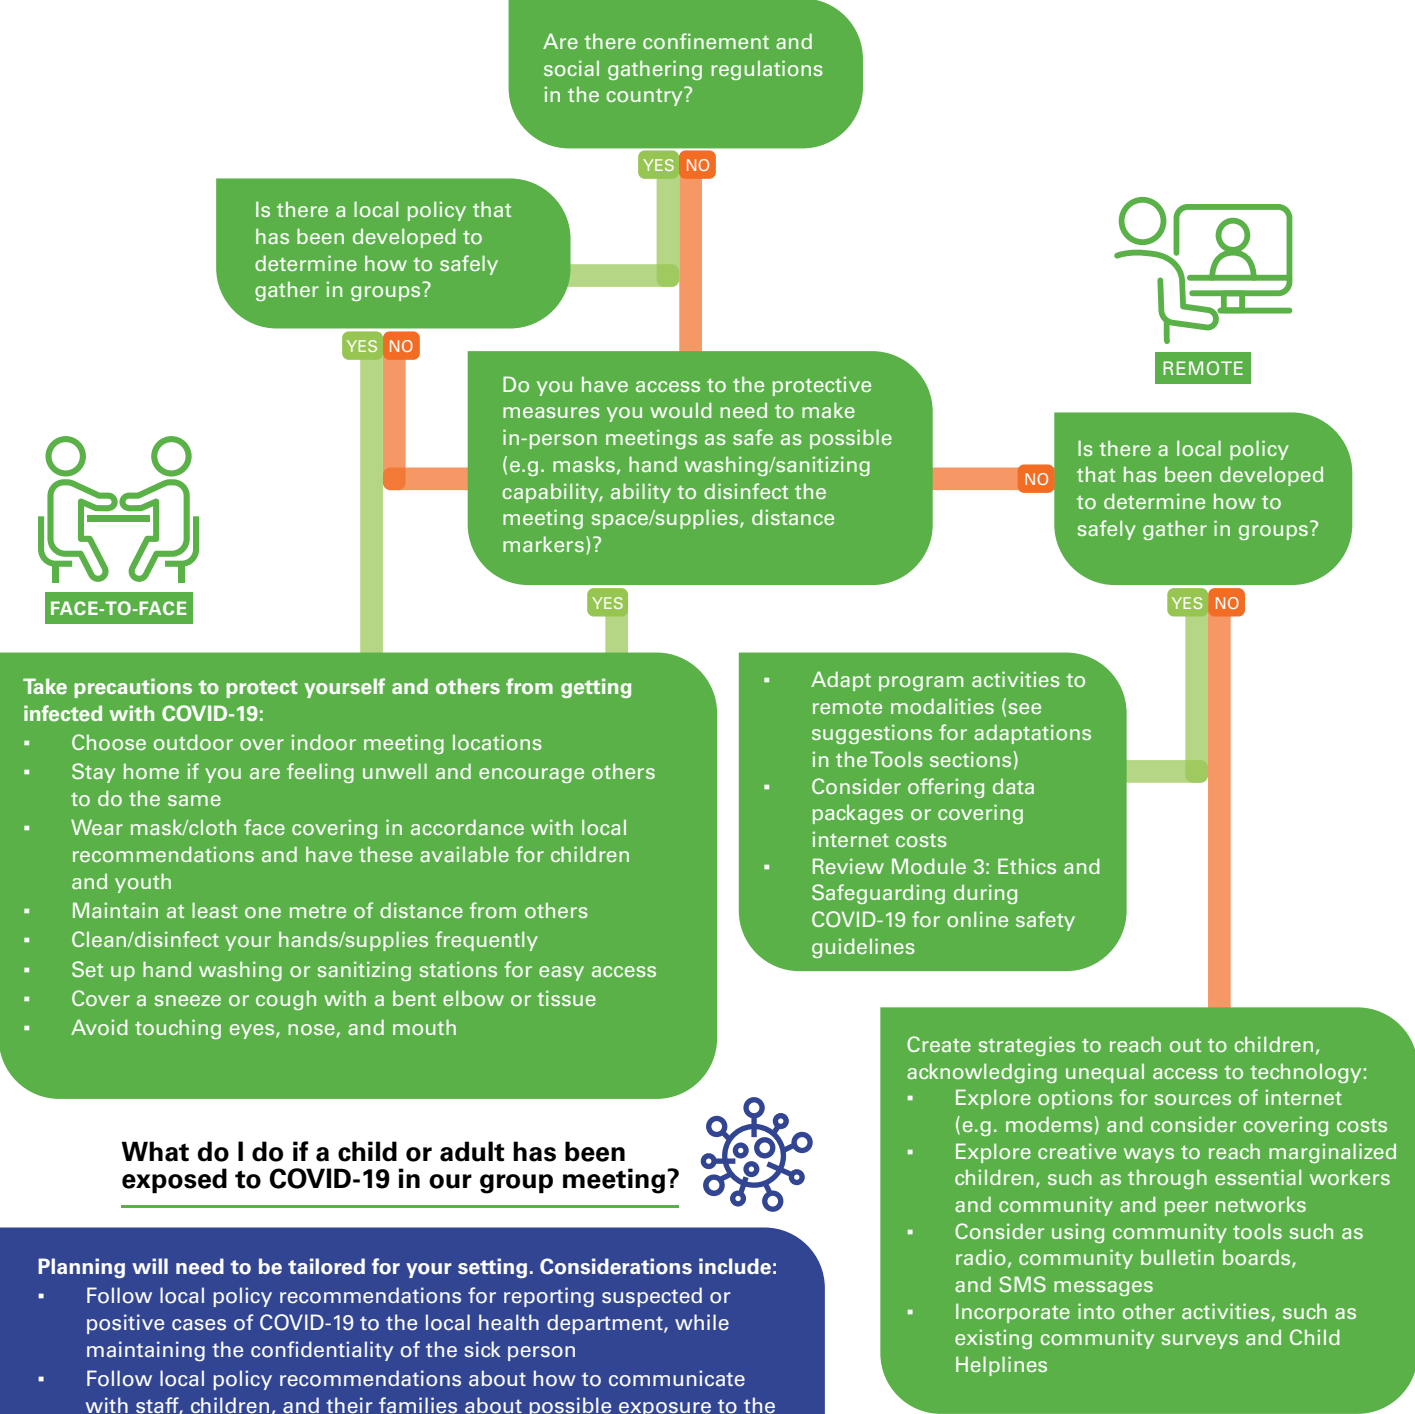 Are there confinement and
social gathering regulations
in the country?
YES NO
Is there a local policy that
has been developed to
determine how to safely
gather in groups?
YES NO
Do you have access to the protective
measures you would need to make
in-person meetings as safe as possible
(e.g. masks, hand washing/sanitizing
capability, ability to disinfect the
meeting space/supplies, distance
markers)?
NO
YES
REMOTE
Is there a local policy
that has been developed
to determine how to
safely gather in groups?
YES NO
FACE-TO-FACE
Take precautions to protect yourself and others from getting
infected with COVID-19:
▪ Choose outdoor over indoor meeting locations
▪ Stay home if you are feeling unwell and encourage others
to do the same
▪ Wear mask/cloth face covering in accordance with local
recommendations and have these available for children
and youth
▪ Maintain at least one metre of distance from others
▪ Clean/disinfect your hands/supplies frequently
▪ Set up hand washing or sanitizing stations for easy access
▪ Cover a sneeze or cough with a bent elbow or tissue
▪ Avoid touching eyes, nose, and mouth
▪ Adapt program activities to
remote modalities (see
suggestions for adaptations
in the Tools sections)
▪ Consider offering data
packages or covering
internet costs
▪ Review Module 3: Ethics and
Safeguarding during
COVID-19 for online safety
guidelines
Create strategies to reach out to children,
acknowledging unequal access to technology:
▪ Explore options for sources of internet
(e.g. modems) and consider covering costs
▪ Explore creative ways to reach marginalized
children, such as through essential workers
and community and peer networks
▪ Consider using community tools such as
radio, community bulletin boards,
and SMS messages
▪ Incorporate into other activities, such as
existing community surveys and Child
Helplines
What do I do if a child or adult has been
exposed to COVID-19 in our group meeting?
Planning will need to be tailored for your setting. Considerations include:
▪ Follow local policy recommendations for reporting suspected or
positive cases of COVID-19 to the local health department, while
maintaining the confidentiality of the sick person
▪ Follow local policy recommendations about how to communicate
with staff, children, and their families about possible exposure to the